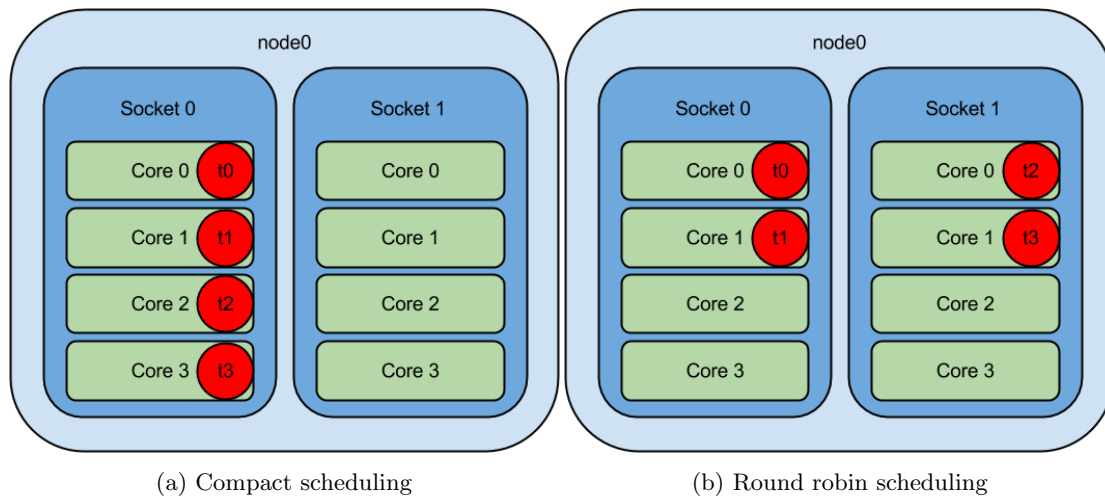 node0
Socket 0
Core 0 t0
Core 1 t1
Core 2 t2
Core 3 t3
Socket 1
Core 0
Core 1
Core 2
Core 3
(a) Compact scheduling
node0
Socket 0
Core 0 t0
Core 1 t1
Core 2
Core 3
Socket 1
Core 0 t2
Core 1 t3
Core 2
Core 3
(b) Round robin scheduling